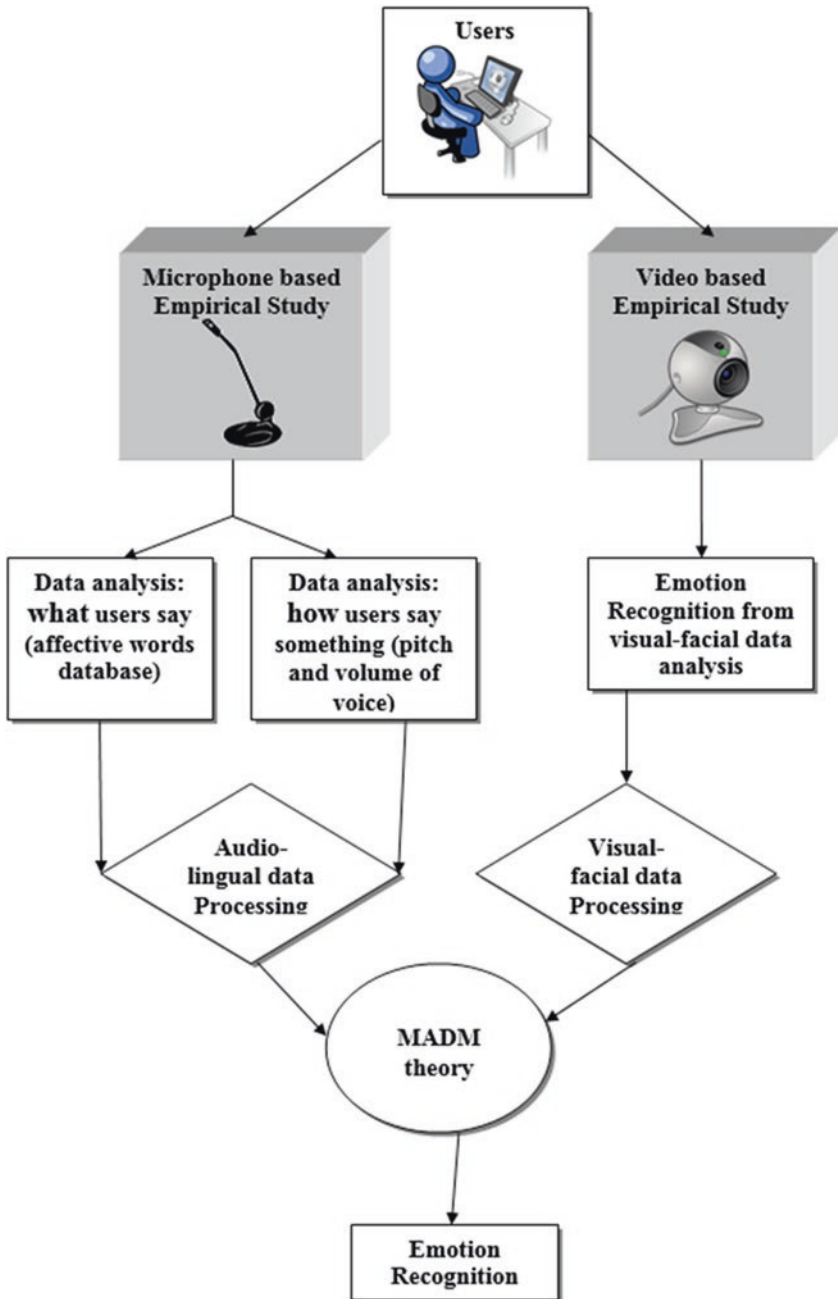 Users
Microphone based
Empirical Study
Video based
Empirical Study
Data analysis:
what users say
(affective words
database)
Data analysis:
how users say
something (pitch
and volume of
voice)
Emotion
Recognition from
visual-facial data
analysis
Audio-
lingual data
Processing
Visual-
facial data
Processing
MADM
theory
Emotion
Recognition